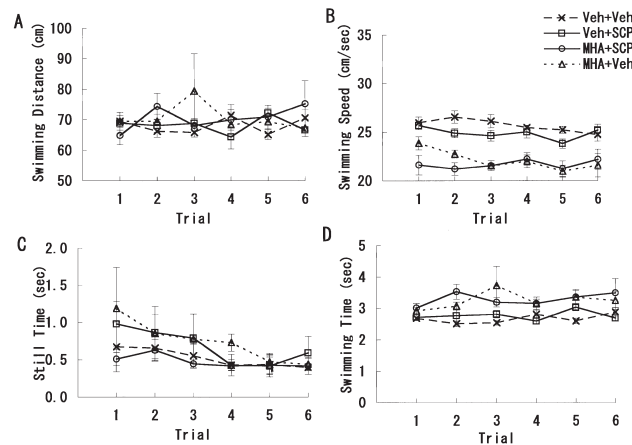 A
Swimming Distance (cm)
100
90
80
70
60
50
1 2 3 4 5 6
Trial
B
Swimming Speed (cm/sec)
35
30
25
20
1 2 3 4 5 6
Trial
Veh+Veh
Veh+SCP
MHA+SCP
MHA+Veh
C
Still Time (sec)
2.0
1.5
1.0
0.5
0.0
1 2 3 4 5 6
Trial
D
Swimming Time (sec)
5
4
3
2
1
0
1 2 3 4 5 6
Trial